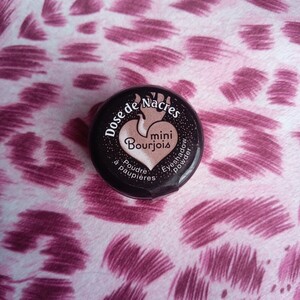 Dose de Nacres
mini
Bourjois
Poudre
à paupières
Eyeshadow
powder